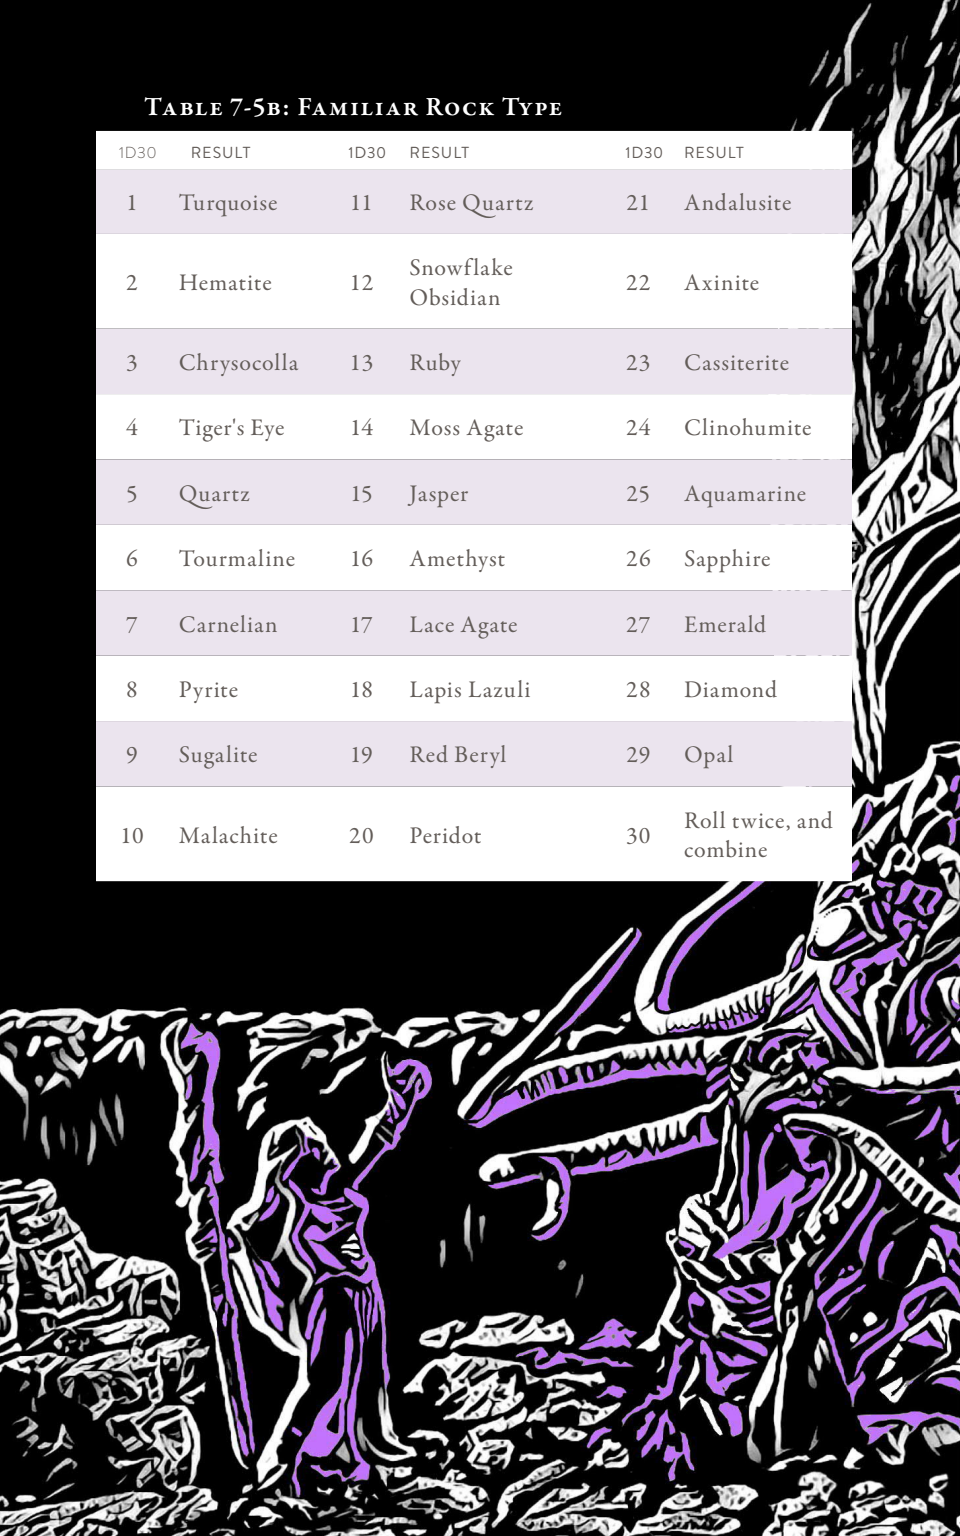 Table 7-5b: Familiar Rock Type
1D30 RESULT 1D30 RESULT 1D30 RESULT
1 Turquoise 11 Rose Quartz 21 Andalusite
2 Hematite 12 Snowflake Obsidian 22 Axinite
3 Chrysocolla 13 Ruby 23 Cassiterite
4 Tiger's Eye 14 Moss Agate 24 Clinohumite
5 Quartz 15 Jasper 25 Aquamarine
6 Tourmaline 16 Amethyst 26 Sapphire
7 Carnelian 17 Lace Agate 27 Emerald
8 Pyrite 18 Lapis Lazuli 28 Diamond
9 Sugalite 19 Red Beryl 29 Opal
10 Malachite 20 Peridot 30 Roll twice, and combine